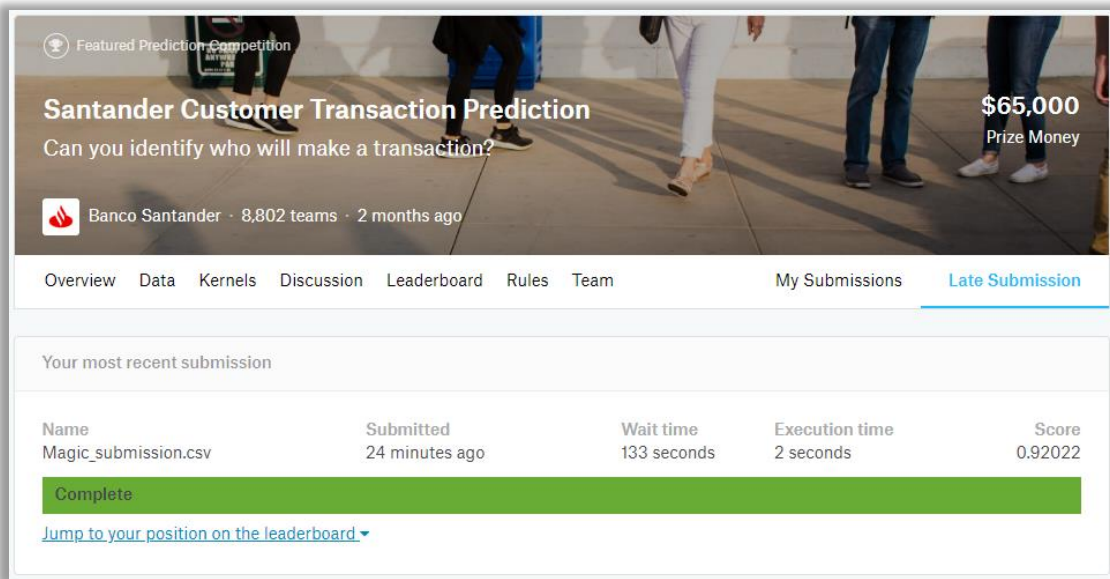 Featured Prediction Competition
Santander Customer Transaction Prediction
$65,000
Can you identify who will make a transaction?
Prize Money
Banco Santander · 8,802 teams · 2 months ago
Overview Data Kernels Discussion Leaderboard Rules Team My Submissions Late Submission
Your most recent submission
Name Submitted Wait time Execution time Score
Magic_submission.csv 24 minutes ago 133 seconds 2 seconds 0.92022
Complete
Jump to your position on the leaderboard